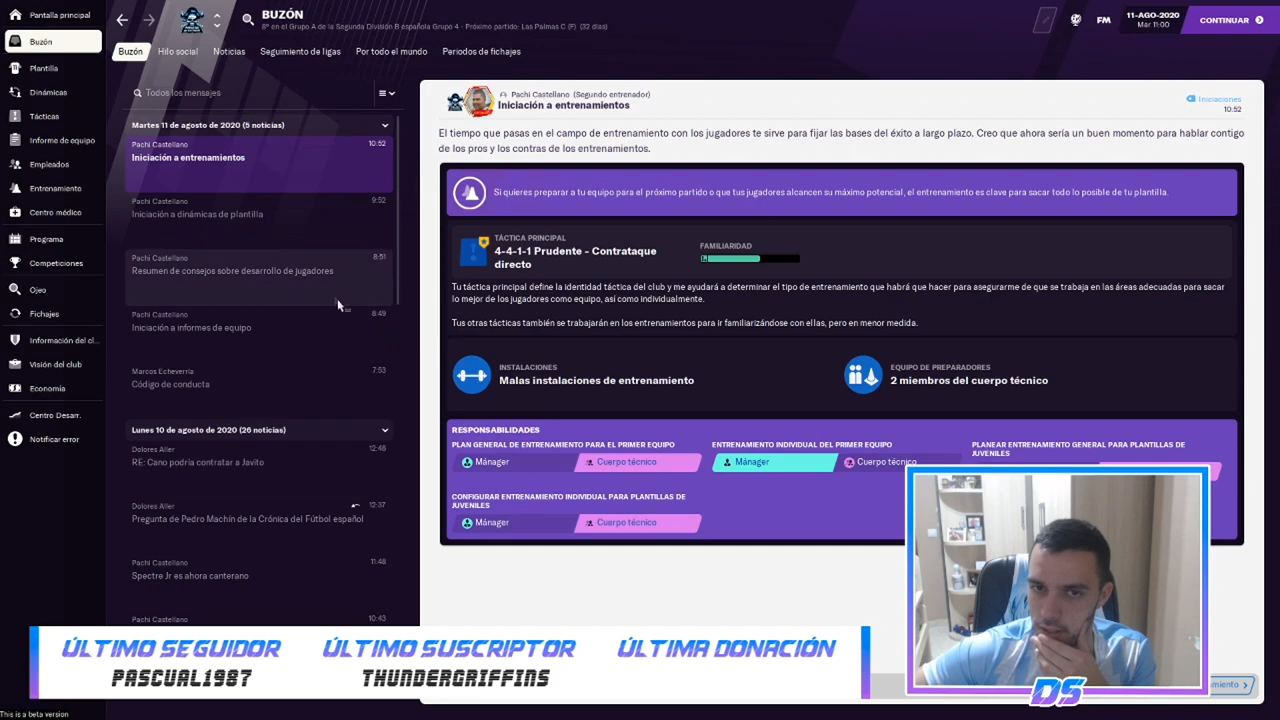 Pantalla principal
Buzón
Plantilla
Dinámicas
Tácticas
Informe de equipo
Empleados
Entrenamiento
Centro médico
Programa
Competiciones
Ojeo
Fichajes
Información del cl...
Visión del club
Economía
Centro Desarr.
Notificar error
This is a beta version
BUZÓN
8º en el Grupo A de la Segunda División B española Grupo 4 - Próximo partido: Las Palmas C (F) (32 días)
FM
11-AGO-2020
Mar 11:00
CONTINUAR
Buzón Hilo social Noticias Seguimiento de ligas Por todo el mundo Periodos de fichajes
Todos los mensajes
Martes 11 de agosto de 2020 (5 noticias)
Pachi Castellano 10:52
Iniciación a entrenamientos
Pachi Castellano 9:52
Iniciación a dinámicas de plantilla
Pachi Castellano 8:51
Resumen de consejos sobre desarrollo de jugadores
Pachi Castellano 8:49
Iniciación a informes de equipo
Marcos Echeverría 7:53
Código de conducta
Lunes 10 de agosto de 2020 (26 noticias)
Dolores Aller 12:48
RE: Cano podría contratar a Javito
Dolores Aller 12:37
Pregunta de Pedro Machín de la Crónica del Fútbol español
Pachi Castellano 11:48
Spectre Jr es ahora canterano
Pachi Castellano 10:43
Pachi Castellano (Segundo entrenador)
Iniciación a entrenamientos
Iniciaciones
10:52
El tiempo que pasas en el campo de entrenamiento con los jugadores te sirve para fijar las bases del éxito a largo plazo. Creo que ahora sería un buen momento para hablar contigo
de los pros y los contras de los entrenamientos.
Si quieres preparar a tu equipo para el próximo partido o que tus jugadores alcancen su máximo potencial, el entrenamiento es clave para sacar todo lo posible de tu plantilla.
TÁCTICA PRINCIPAL
4-4-1-1 Prudente - Contrataque
directo
FAMILIARIDAD
Tu táctica principal define la identidad táctica del club y me ayudará a determinar el tipo de entrenamiento que habrá que hacer para asegurarme de que se trabaja en las áreas adecuadas para sacar
lo mejor de los jugadores como equipo, así como individualmente.
Tus otras tácticas también se trabajarán en los entrenamientos para ir familiarizándose con ellas, pero en menor medida.
INSTALACIONES
Malas instalaciones de entrenamiento
EQUIPO DE PREPARADORES
2 miembros del cuerpo técnico
RESPONSABILIDADES
PLAN GENERAL DE ENTRENAMIENTO PARA EL PRIMER EQUIPO
Mánager Cuerpo técnico
ENTRENAMIENTO INDIVIDUAL DEL PRIMER EQUIPO
Mánager Cuerpo técnico
PLANEAR ENTRENAMIENTO GENERAL PARA PLANTILLAS DE
JUVENILES
CONFIGURAR ENTRENAMIENTO INDIVIDUAL PARA PLANTILLAS DE
JUVENILES
Mánager Cuerpo técnico
ÚLTIMO SEGUIDOR
PASCUAL1987
ÚLTIMO SUSCRIPTOR
THUNDERGRIFFINS
ÚLTIMA DONACIÓN
DS